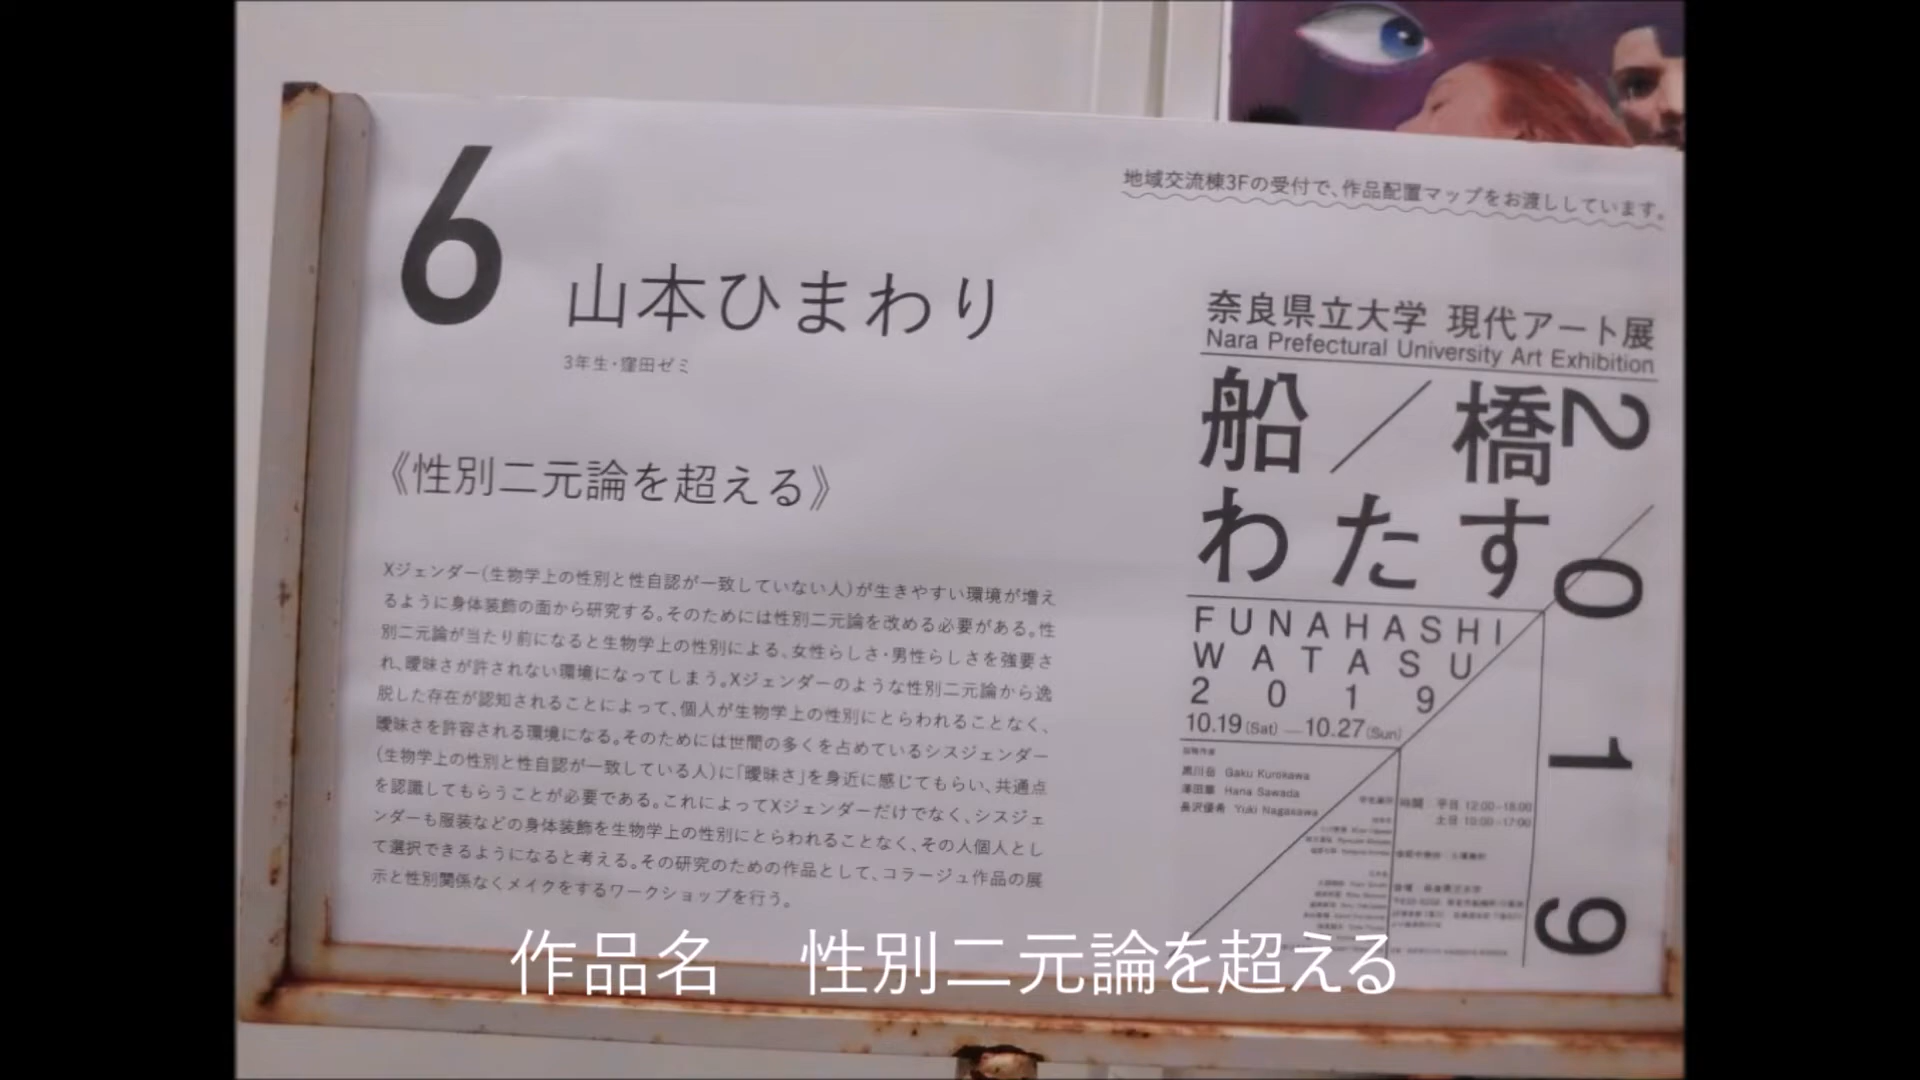 地域交流棟3Fの受付で、作品配置マップをお渡ししています。
6
山本ひまわり
3年生・窪田ゼミ
《性別二元論を超える》
Xジェンダー(生物学上の性別と性自認が一致していない人)が生きやすい環境が増え
るように身体装飾の面から研究する。そのためには性別二元論を改める必要がある。性
別二元論が当たり前になると生物学上の性別による、女性らしさ・男性らしさを強要さ
れ、曖昧さが許されない環境になってしまう。Xジェンダーのような性別二元論から逸
脱した存在が認知されることによって、個人が生物学上の性別にとらわれることなく、
曖昧さを許容される環境になる。そのためには世間の多くを占めているシスジェンダー
(生物学上の性別と性自認が一致している人)に「曖昧さ」を身近に感じてもらい、共通点
を認識してもらうことが必要である。これによってXジェンダーだけでなく、シスジェ
ンダーも服装などの身体装飾を生物学上の性別にとらわれることなく、その人個人とし
て選択できるようになると考える。その研究のための作品として、コラージュ作品の展
示と性別関係なくメイクをするワークショップを行う。
奈良県立大学 現代アート展
Nara Prefectural University Art Exhibition
船／橋
わたす
2019
FUNAHASHI
WATASU
2019
10.19(Sat)—10.27(Sun)
黒川岳 Gaku Kurokawa
澤田華 Hana Sawada
長沢優希 Yuki Nagasawa
時間 平日 12:00-18:00
土日 10:00-17:00
作品名 性別二元論を超える